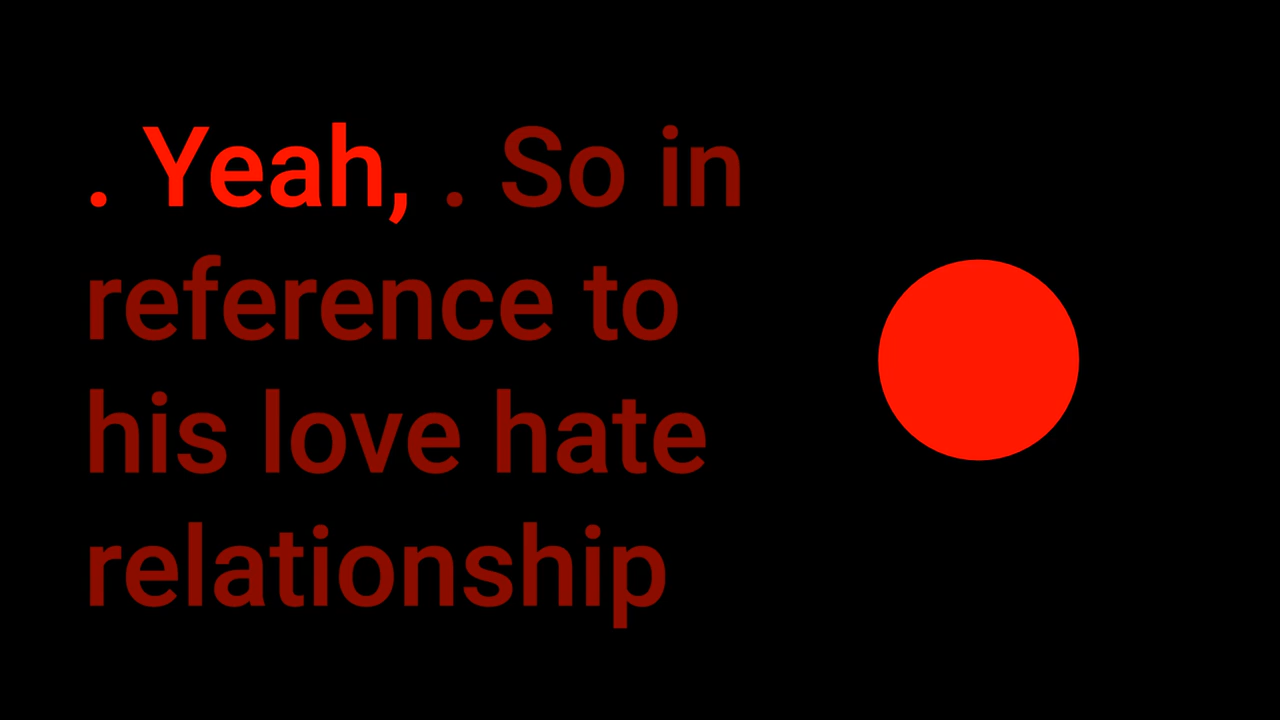 . Yeah, . So in
reference to
his love hate
relationship